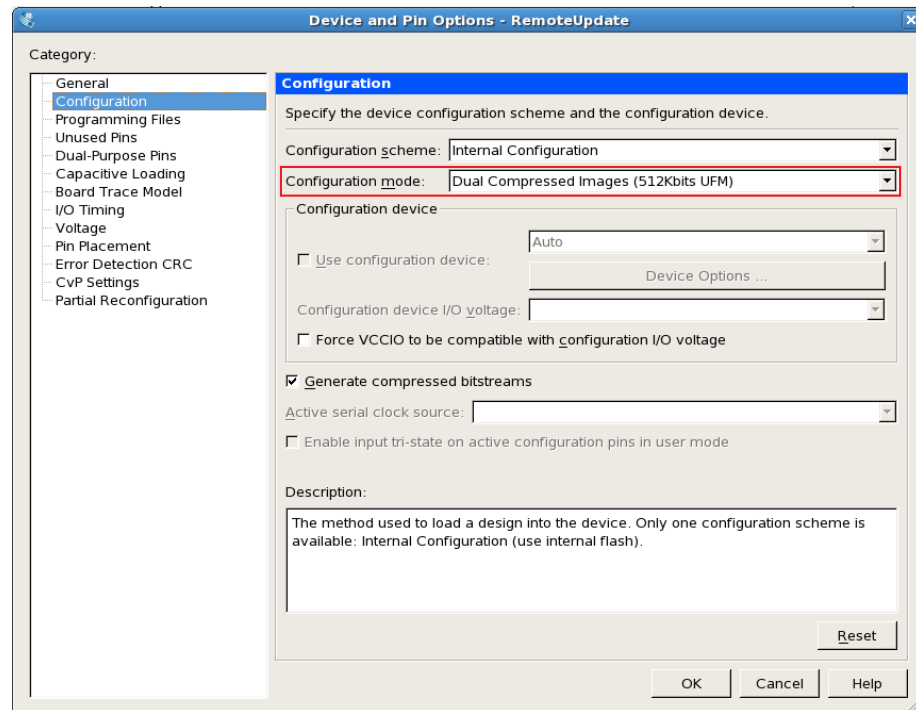 Device and Pin Options - RemoteUpdate
Category:
General
Configuration
Programming Files
Unused Pins
Dual-Purpose Pins
Capacitive Loading
Board Trace Model
I/O Timing
Voltage
Pin Placement
Error Detection CRC
CvP Settings
Partial Reconfiguration
Configuration
Specify the device configuration scheme and the configuration device.
Configuration scheme: Internal Configuration
Configuration mode: Dual Compressed Images (512Kbits UFM)
Configuration device
Auto
Use configuration device:
Device Options ...
Configuration device I/O voltage:
Force VCCIO to be compatible with configuration I/O voltage
Generate compressed bitstreams
Active serial clock source:
Enable input tri-state on active configuration pins in user mode
Description:
The method used to load a design into the device. Only one configuration scheme is
available: Internal Configuration (use internal flash).
Reset
OK Cancel Help